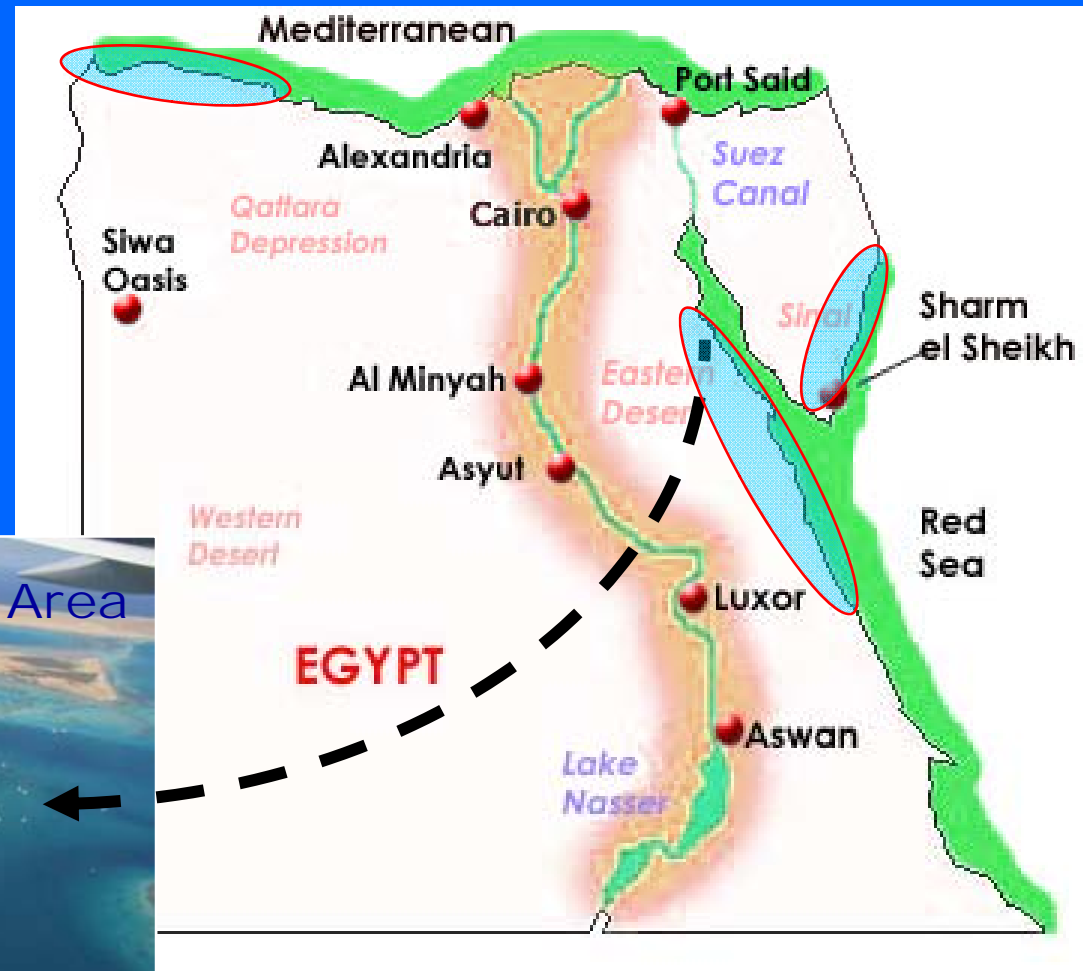 Mediterranean
Port Said
Alexandria
Suez
Canal
Qattara
Depression
Cairo
Siwa
Oasis
Sinai
Sharm
el Sheikh
Al Minyah
Eastern
Desert
Asyut
Western
Desert
Red
Sea
Area
Luxor
EGYPT
Aswan
Lake
Nasser